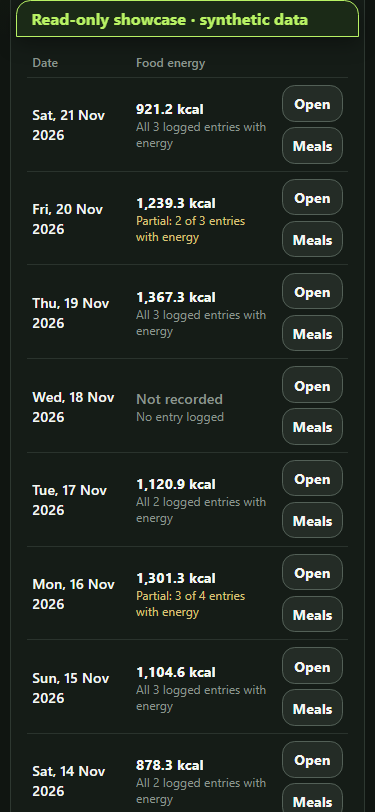 Read-only showcase · synthetic data
Date
Food energy
Sat, 21 Nov
2026
921.2 kcal
All 3 logged entries with
energy
Open
Meals
Fri, 20 Nov
2026
1,239.3 kcal
Partial: 2 of 3 entries
with energy
Open
Meals
Thu, 19 Nov
2026
1,367.3 kcal
All 3 logged entries with
energy
Open
Meals
Wed, 18 Nov
2026
Not recorded
No entry logged
Open
Meals
Tue, 17 Nov
2026
1,120.9 kcal
All 2 logged entries with
energy
Open
Meals
Mon, 16 Nov
2026
1,301.3 kcal
Partial: 3 of 4 entries
with energy
Open
Meals
Sun, 15 Nov
2026
1,104.6 kcal
All 3 logged entries with
energy
Open
Meals
Sat, 14 Nov
2026
878.3 kcal
All 2 logged entries with
energy
Open
Meals